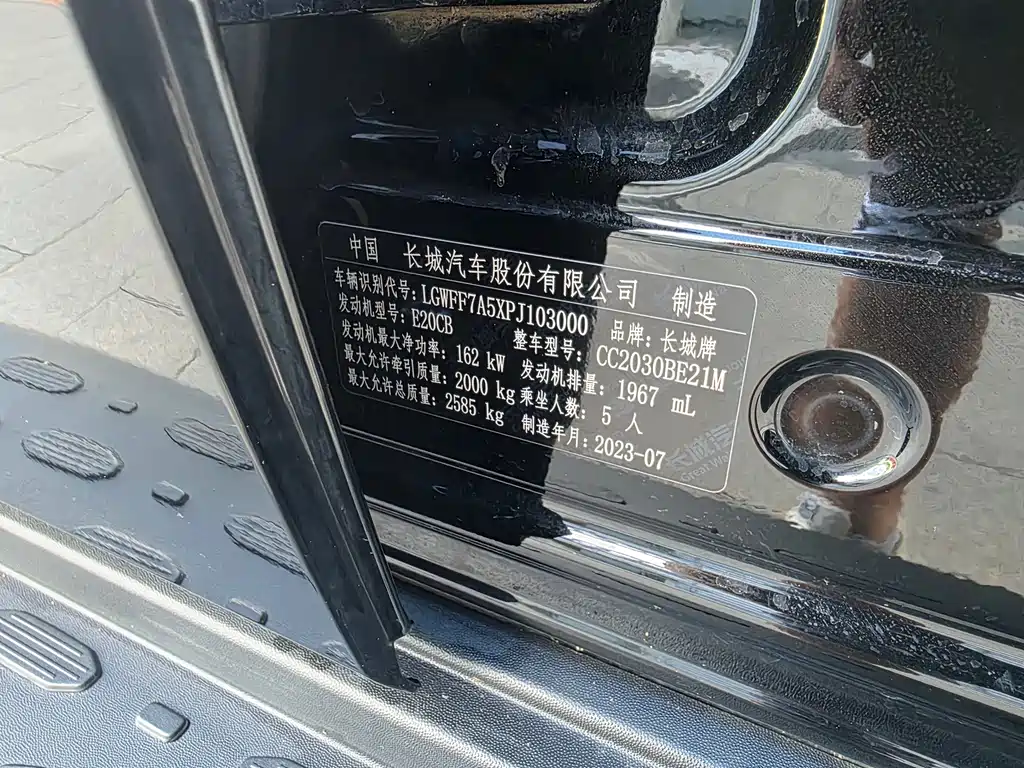 中国 长城汽车股份有限公司 制造
车辆识别代号: LGWFF7A5XPJ103000 品牌: 长城牌
发动机型号: E20CB 整车型号: CC2030BE21M
发动机最大净功率: 162 kW 发动机排量: 1967 mL
最大允许牵引质量: 2000 kg 乘坐人数: 5 人
最大允许总质量: 2585 kg 制造年月: 2023-07
长城汽车